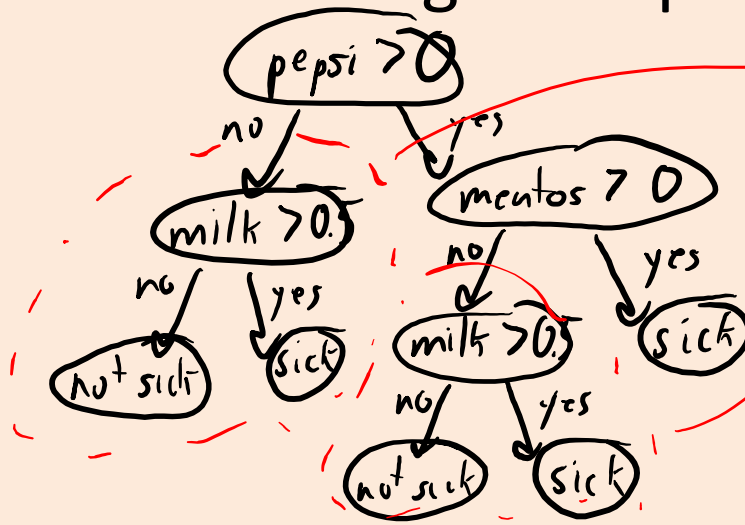 pepsi > 0
no
yes
milk > 0.5
mentos > 0
no
yes
no
yes
not sick
sick
milk > 0.5
sick
no
yes
not sick
sick